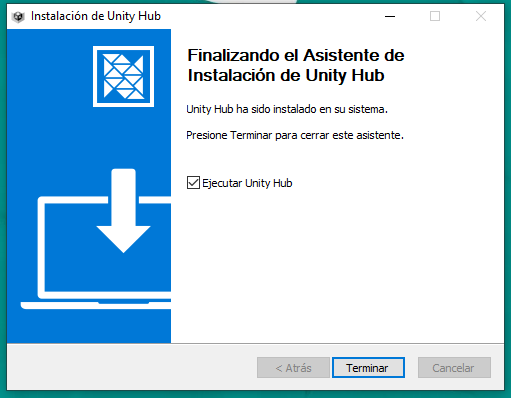 Instalación de Unity Hub
Finalizando el Asistente de
Instalación de Unity Hub
Unity Hub ha sido instalado en su sistema.
Presione Terminar para cerrar este asistente.
Ejecutar Unity Hub
< Atrás
Terminar
Cancelar